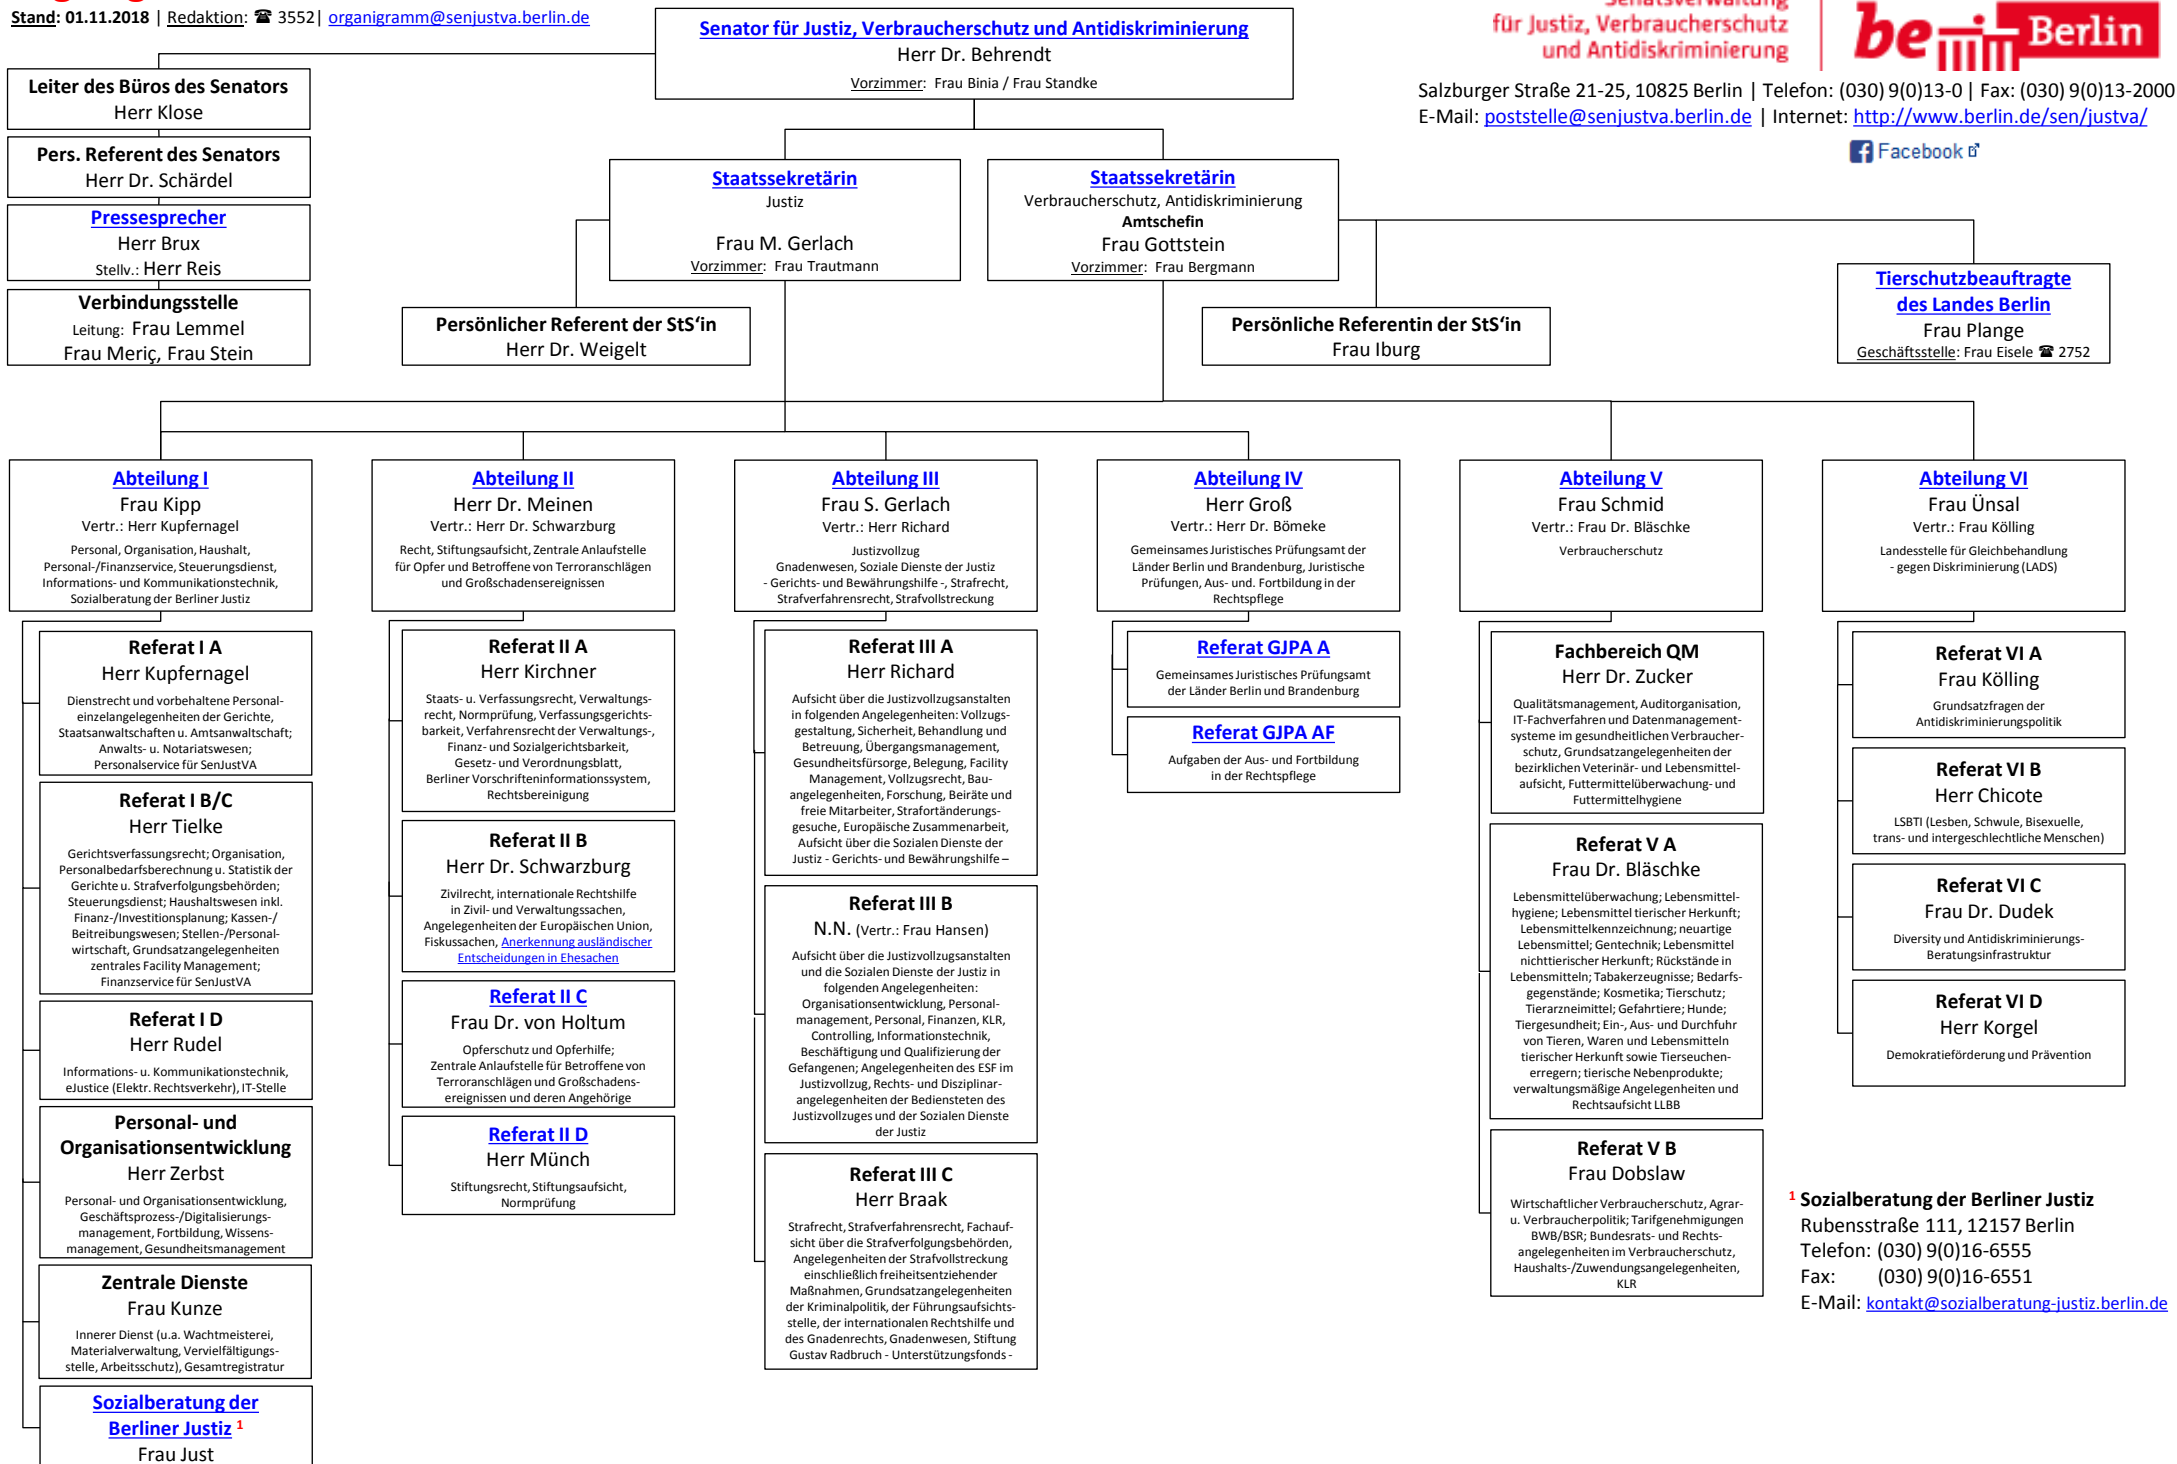 Stand: 01.11.2018 | Redaktion: ☎ 3552| organigramm@senjustva.berlin.de
Senator für Justiz, Verbraucherschutz und Antidiskriminierung
Herr Dr. Behrendt
Vorzimmer: Frau Binia / Frau Standke
Senatsverwaltung
für Justiz, Verbraucherschutz
und Antidiskriminierung
be Berlin
Salzburger Straße 21-25, 10825 Berlin | Telefon: (030) 9(0)13-0 | Fax: (030) 9(0)13-2000
E-Mail: poststelle@senjustva.berlin.de | Internet: http://www.berlin.de/sen/justva/
Facebook
Leiter des Büros des Senators
Herr Klose
Pers. Referent des Senators
Herr Dr. Schärdel
Pressesprecher
Herr Brux
Stellv.: Herr Reis
Verbindungsstelle
Leitung: Frau Lemmel
Frau Meriç, Frau Stein
Staatssekretärin
Justiz
Frau M. Gerlach
Vorzimmer: Frau Trautmann
Staatssekretärin
Verbraucherschutz, Antidiskriminierung
Amtschefin
Frau Gottstein
Vorzimmer: Frau Bergmann
Persönlicher Referent der StS‘in
Herr Dr. Weigelt
Persönliche Referentin der StS‘in
Frau Iburg
Tierschutzbeauftragte
des Landes Berlin
Frau Plange
Geschäftsstelle: Frau Eisele ☎ 2752
Abteilung I
Frau Kipp
Vertr.: Herr Kupfernagel
Personal, Organisation, Haushalt,
Personal-/Finanzservice, Steuerungsdienst,
Informations- und Kommunikationstechnik,
Sozialberatung der Berliner Justiz
Referat I A
Herr Kupfernagel
Dienstrecht und vorbehaltene Personal-
einzelangelegenheiten der Gerichte,
Staatsanwaltschaften u. Amtsanwaltschaft;
Anwalts- u. Notariatswesen;
Personalservice für SenJustVA
Referat I B/C
Herr Tielke
Gerichtsverfassungsrecht; Organisation,
Personalbedarfsberechnung u. Statistik der
Gerichte u. Strafverfolgungsbehörden;
Steuerungsdienst; Haushaltswesen inkl.
Finanz-/Investitionsplanung; Kassen-/
Beitreibungswesen; Stellen-/Personal-
wirtschaft, Grundsatzangelegenheiten
zentrales Facility Management;
Finanzservice für SenJustVA
Referat I D
Herr Rudel
Informations- u. Kommunikationstechnik,
eJustice (Elektr. Rechtsverkehr), IT-Stelle
Personal- und
Organisationsentwicklung
Herr Zerbst
Personal- und Organisationsentwicklung,
Geschäftsprozess-/Digitalisierungs-
management, Fortbildung, Wissens-
management, Gesundheitsmanagement
Zentrale Dienste
Frau Kunze
Innerer Dienst (u.a. Wachtmeisterei,
Materialverwaltung, Vervielfältigungs-
stelle, Arbeitsschutz), Gesamtregistratur
Sozialberatung der
Berliner Justiz 1
Frau Just
Abteilung II
Herr Dr. Meinen
Vertr.: Herr Dr. Schwarzburg
Recht, Stiftungsaufsicht, Zentrale Anlaufstelle
für Opfer und Betroffene von Terroranschlägen
und Großschadensereignissen
Referat II A
Herr Kirchner
Staats- u. Verfassungsrecht, Verwaltungs-
recht, Normprüfung, Verfassungsgerichts-
barkeit, Verfahrensrecht der Verwaltungs-,
Finanz- und Sozialgerichtsbarkeit,
Gesetz- und Verordnungsblatt,
Berliner Vorschrifteninformationssystem,
Rechtsbereinigung
Referat II B
Herr Dr. Schwarzburg
Zivilrecht, internationale Rechtshilfe
in Zivil- und Verwaltungssachen,
Angelegenheiten der Europäischen Union,
Fiskussachen, Anerkennung ausländischer
Entscheidungen in Ehesachen
Referat II C
Frau Dr. von Holtum
Opferschutz und Opferhilfe;
Zentrale Anlaufstelle für Betroffene von
Terroranschlägen und Großschadens-
ereignissen und deren Angehörige
Referat II D
Herr Münch
Stiftungsrecht, Stiftungsaufsicht,
Normprüfung
Abteilung III
Frau S. Gerlach
Vertr.: Herr Richard
Justizvollzug
Gnadenwesen, Soziale Dienste der Justiz
- Gerichts- und Bewährungshilfe -, Strafrecht,
Strafverfahrensrecht, Strafvollstreckung
Referat III A
Herr Richard
Aufsicht über die Justizvollzugsanstalten
in folgenden Angelegenheiten: Vollzugs-
gestaltung, Sicherheit, Behandlung und
Betreuung, Übergangsmanagement,
Gesundheitsfürsorge, Belegung, Facility
Management, Vollzugsrecht, Bau-
angelegenheiten, Forschung, Beiräte und
freie Mitarbeiter, Strafortänderungs-
gesuche, Europäische Zusammenarbeit,
Aufsicht über die Sozialen Dienste der
Justiz - Gerichts- und Bewährungshilfe –
Referat III B
N.N. (Vertr.: Frau Hansen)
Aufsicht über die Justizvollzugsanstalten
und die Sozialen Dienste der Justiz in
folgenden Angelegenheiten:
Organisationsentwicklung, Personal-
management, Personal, Finanzen, KLR,
Controlling, Informationstechnik,
Beschäftigung und Qualifizierung der
Gefangenen; Angelegenheiten des ESF im
Justizvollzug, Rechts- und Disziplinar-
angelegenheiten der Bediensteten des
Justizvollzuges und der Sozialen Dienste
der Justiz
Referat III C
Herr Braak
Strafrecht, Strafverfahrensrecht, Fachauf-
sicht über die Strafverfolgungsbehörden,
Angelegenheiten der Strafvollstreckung
einschließlich freiheitsentziehender
Maßnahmen, Grundsatzangelegenheiten
der Kriminalpolitik, der Führungsaufsichts-
stelle, der internationalen Rechtshilfe und
des Gnadenrechts, Gnadenwesen, Stiftung
Gustav Radbruch - Unterstützungsfonds -
Abteilung IV
Herr Groß
Vertr.: Herr Dr. Bömeke
Gemeinsames Juristisches Prüfungsamt der
Länder Berlin und Brandenburg, Juristische
Prüfungen, Aus- und. Fortbildung in der
Rechtspflege
Referat GJPA A
Gemeinsames Juristisches Prüfungsamt
der Länder Berlin und Brandenburg
Referat GJPA AF
Aufgaben der Aus- und Fortbildung
in der Rechtspflege
Abteilung V
Frau Schmid
Vertr.: Frau Dr. Bläschke
Verbraucherschutz
Fachbereich QM
Herr Dr. Zucker
Qualitätsmanagement, Auditorganisation,
IT-Fachverfahren und Datenmanagement-
systeme im gesundheitlichen Verbraucher-
schutz, Grundsatzangelegenheiten der
bezirklichen Veterinär- und Lebensmittel-
aufsicht, Futtermittelüberwachung- und
Futtermittelhygiene
Referat V A
Frau Dr. Bläschke
Lebensmittelüberwachung; Lebensmittel-
hygiene; Lebensmittel tierischer Herkunft;
Lebensmittelkennzeichnung; neuartige
Lebensmittel; Gentechnik; Lebensmittel
nichttierischer Herkunft; Rückstände in
Lebensmitteln; Tabakerzeugnisse; Bedarfs-
gegenstände; Kosmetika; Tierschutz;
Tierarzneimittel; Gefahrtiere; Hunde;
Tiergesundheit; Ein-, Aus- und Durchfuhr
von Tieren, Waren und Lebensmitteln
tierischer Herkunft sowie Tierseuchen-
erregern; tierische Nebenprodukte;
verwaltungsmäßige Angelegenheiten und
Rechtsaufsicht LLBB
Referat V B
Frau Dobslaw
Wirtschaftlicher Verbraucherschutz, Agrar-
u. Verbraucherpolitik; Tarifgenehmigungen
BWB/BSR; Bundesrats- und Rechts-
angelegenheiten im Verbraucherschutz,
Haushalts-/Zuwendungsangelegenheiten,
KLR
Abteilung VI
Frau Ünsal
Vertr.: Frau Kölling
Landesstelle für Gleichbehandlung
- gegen Diskriminierung (LADS)
Referat VI A
Frau Kölling
Grundsatzfragen der
Antidiskriminierungspolitik
Referat VI B
Herr Chicote
LSBTI (Lesben, Schwule, Bisexuelle,
trans- und intergeschlechtliche Menschen)
Referat VI C
Frau Dr. Dudek
Diversity und Antidiskriminierungs-
Beratungsinfrastruktur
Referat VI D
Herr Korgel
Demokratieförderung und Prävention
1 Sozialberatung der Berliner Justiz
Rubensstraße 111, 12157 Berlin
Telefon: (030) 9(0)16-6555
Fax: (030) 9(0)16-6551
E-Mail: kontakt@sozialberatung-justiz.berlin.de